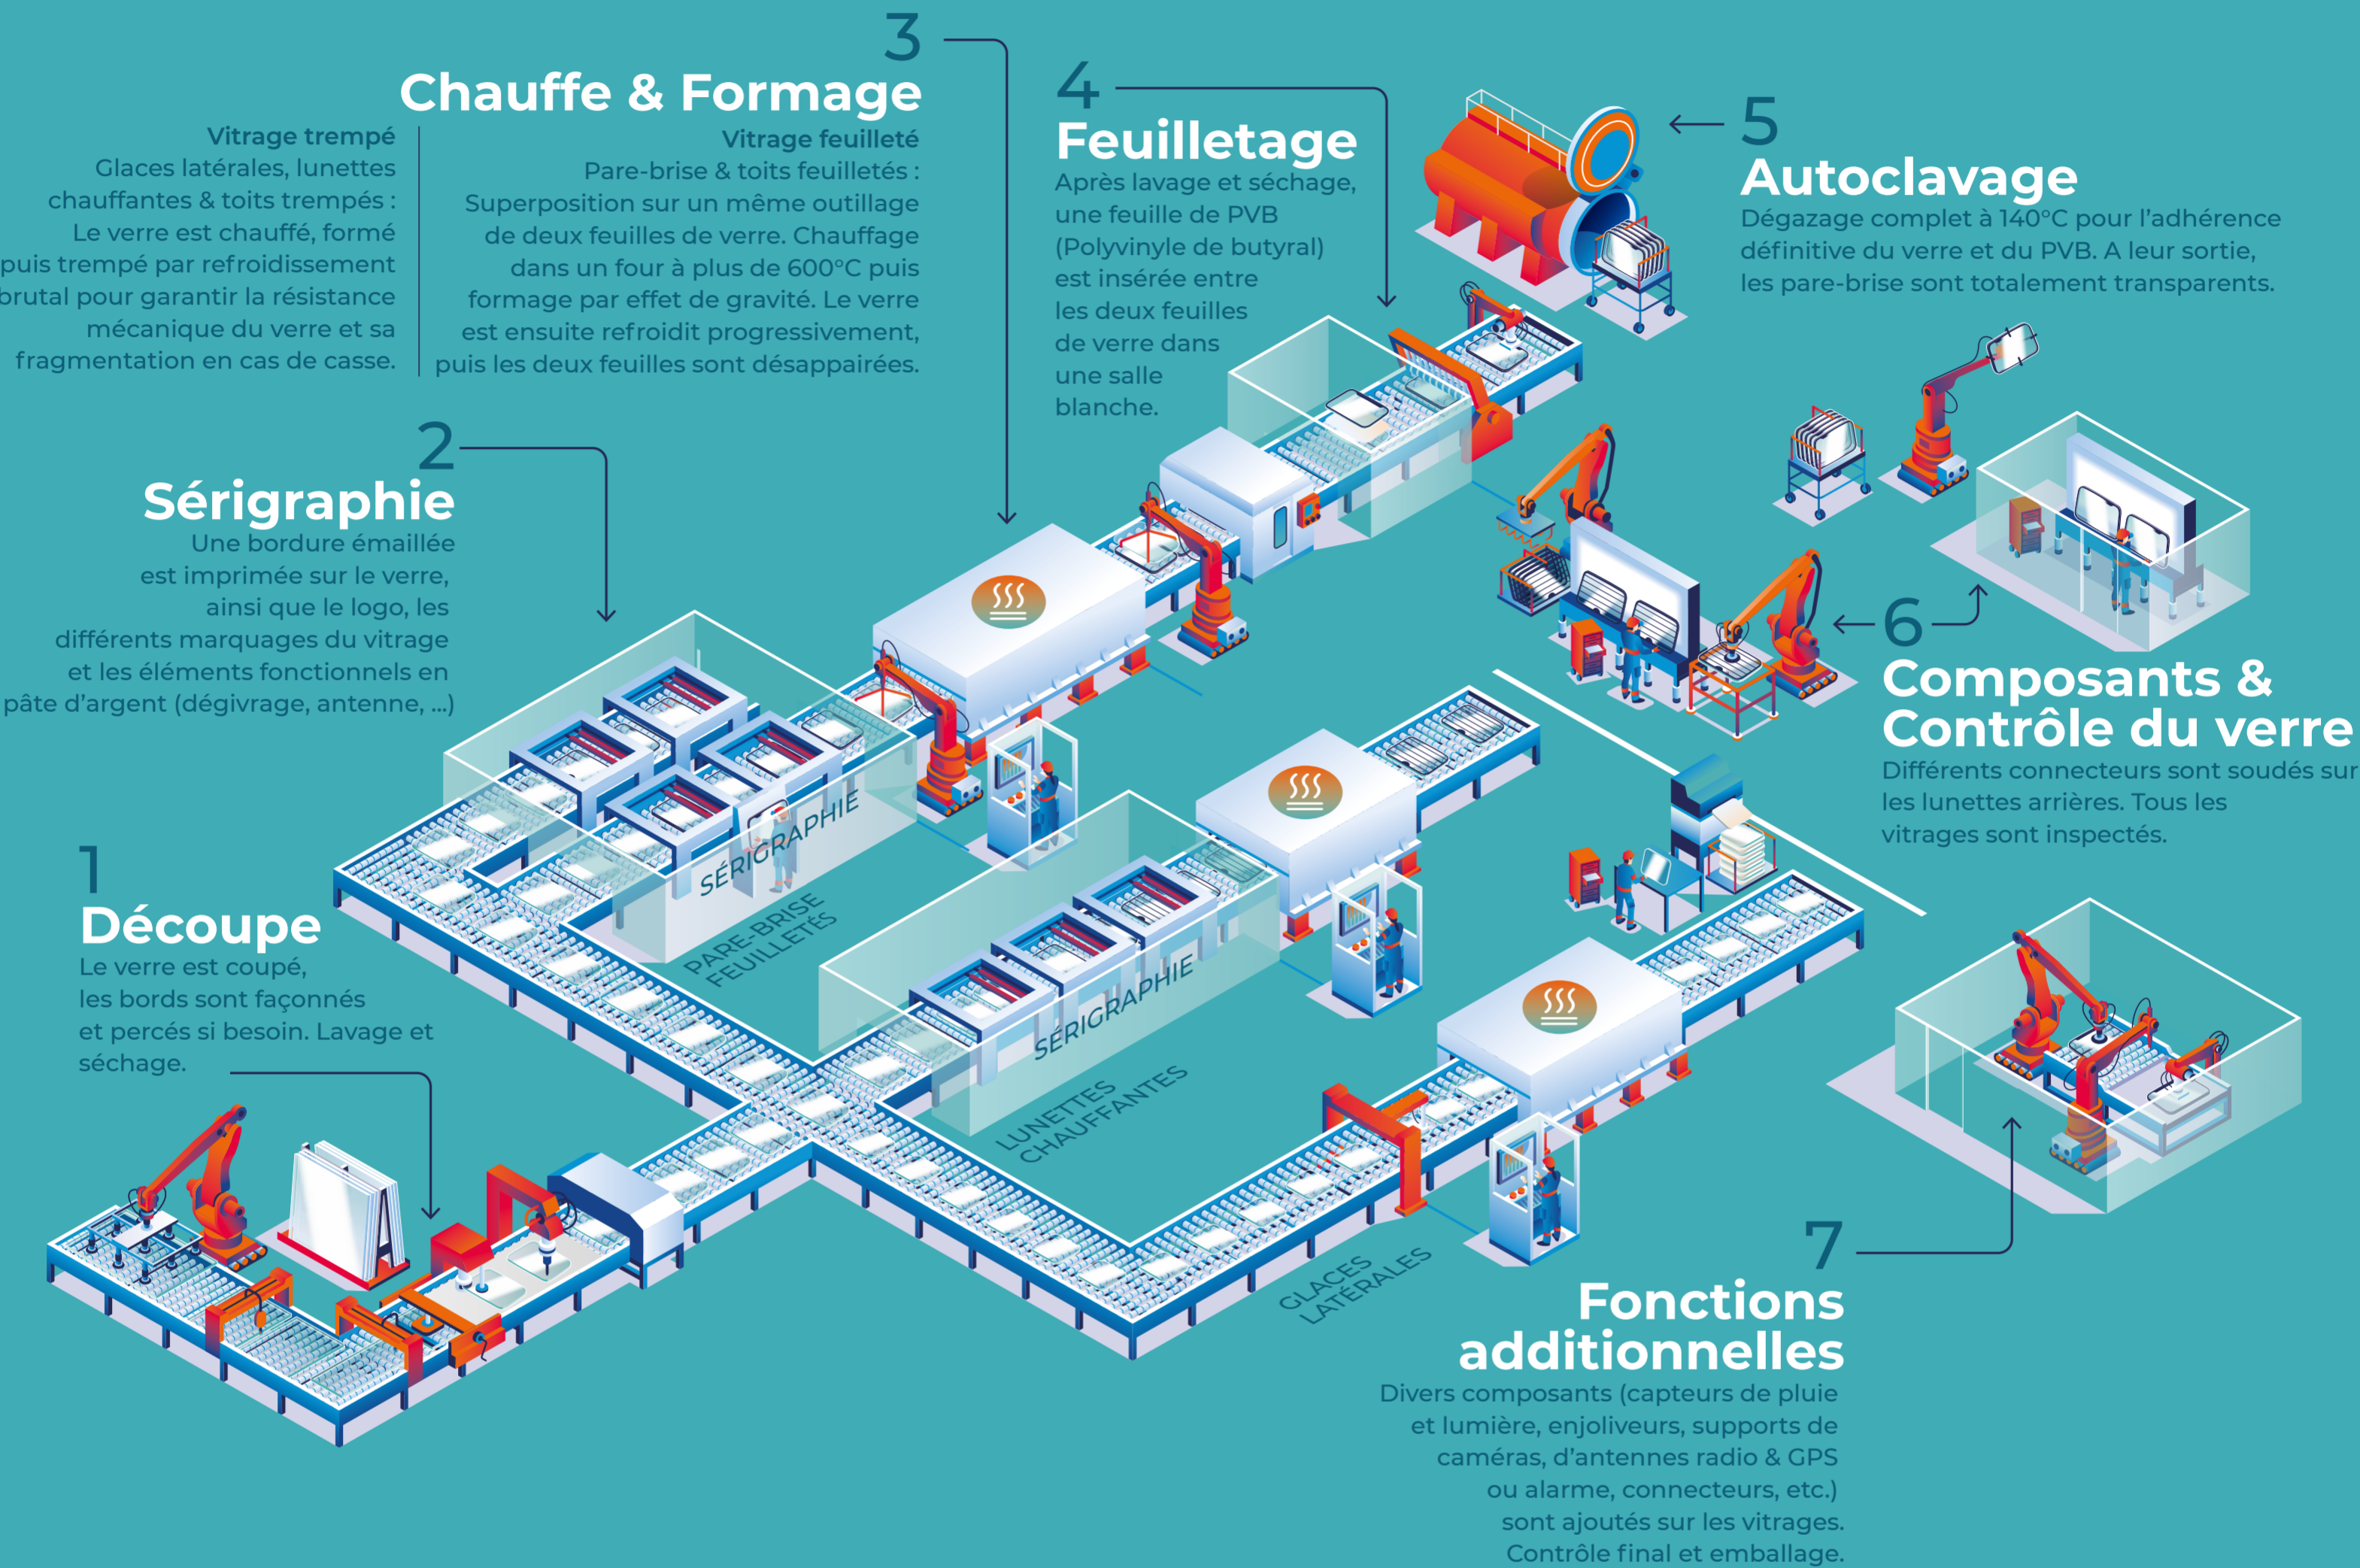 1
Découpe
Le verre est coupé,
les bords sont façonnés
et percés si besoin. Lavage et
séchage.
2
Sérigraphie
Une bordure émaillée
est imprimée sur le verre,
ainsi que le logo, les
différents marquages du vitrage
et les éléments fonctionnels en
pâte d'argent (dégivrage, antenne, ...)
3
Chauffe & Formage
Vitrage trempé
Glaces latérales, lunettes
chauffantes & toits trempés :
Le verre est chauffé, formé
puis trempé par refroidissement
brutal pour garantir la résistance
mécanique du verre et sa
fragmentation en cas de casse.
Vitrage feuilleté
Pare-brise & toits feuilletés :
Superposition sur un même outillage
de deux feuilles de verre. Chauffage
dans un four à plus de 600°C puis
formage par effet de gravité. Le verre
est ensuite refroidit progressivement,
puis les deux feuilles sont désappairées.
4
Feuilletage
Après lavage et séchage,
une feuille de PVB
(Polyvinyle de butyral)
est insérée entre
les deux feuilles
de verre dans
une salle
blanche.
5
Autoclavage
Dégazage complet à 140°C pour l'adhérence
définitive du verre et du PVB. A leur sortie,
les pare-brise sont totalement transparents.
6
Composants &
Contrôle du verre
Différents connecteurs sont soudés sur
les lunettes arrières. Tous les
vitrages sont inspectés.
7
Fonctions
additionnelles
Divers composants (capteurs de pluie
et lumière, enjoliveurs, supports de
caméras, d'antennes radio & GPS
ou alarme, connecteurs, etc.)
sont ajoutés sur les vitrages.
Contrôle final et emballage.
SÉRIGRAPHIE
PARE-BRISE
FEUILLETÉS
SÉRIGRAPHIE
LUNETTES
CHAUFFANTES
GLACES
LATÉRALES